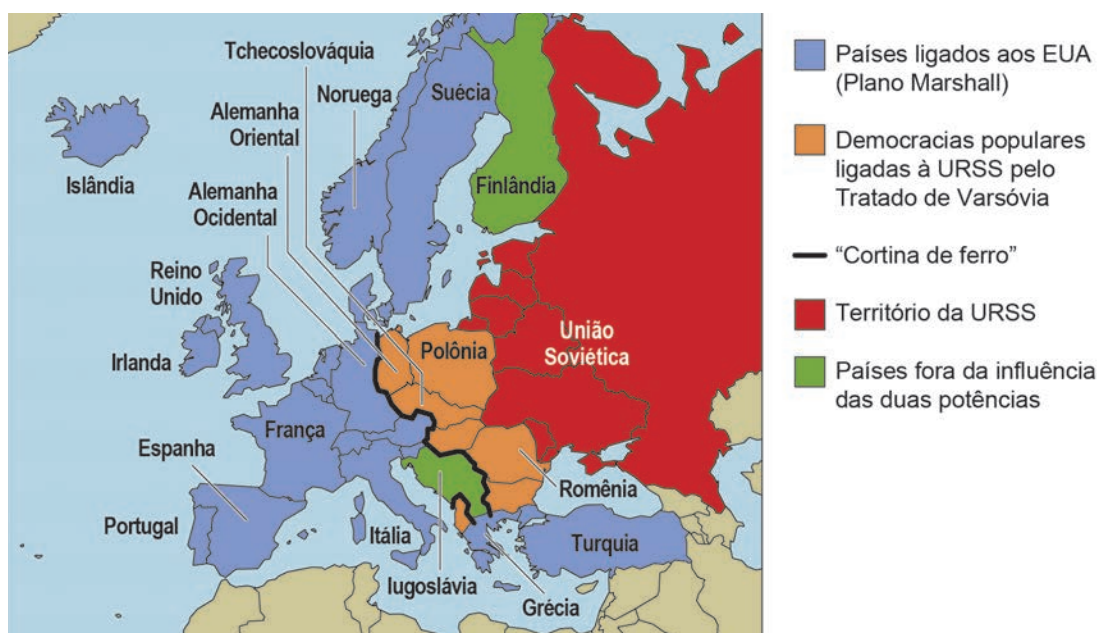 Tchecoslováquia
Noruega
Suécia
Alemanha
Oriental
Islândia
Finlândia
Alemanha
Ocidental
Reino
Unido
União
Soviética
Polônia
Irlanda
França
Espanha
Romênia
Portugal
Itália
Turquia
Iugoslávia
Grécia
Países ligados aos EUA
(Plano Marshall)
Democracias populares
ligadas à URSS pelo
Tratado de Varsóvia
“Cortina de ferro”
Território da URSS
Países fora da influência
das duas potências